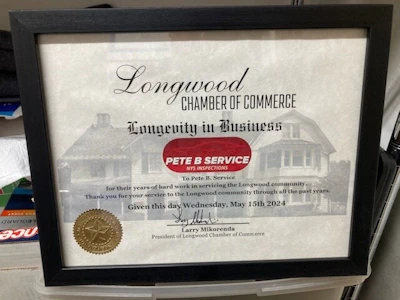 Longwood
CHAMBER OF COMMERCE
Longevity in Business
PETE B SERVICE
NYS INSPECTIONS
To Pete B. Service
for their years of hard work in servicing the Longwood community.
Thank you for your service to the Longwood community through all the past years.
Given this day Wednesday, May 15th 2024
Larry Mikorenda
President of Longwood Chamber of Commerce